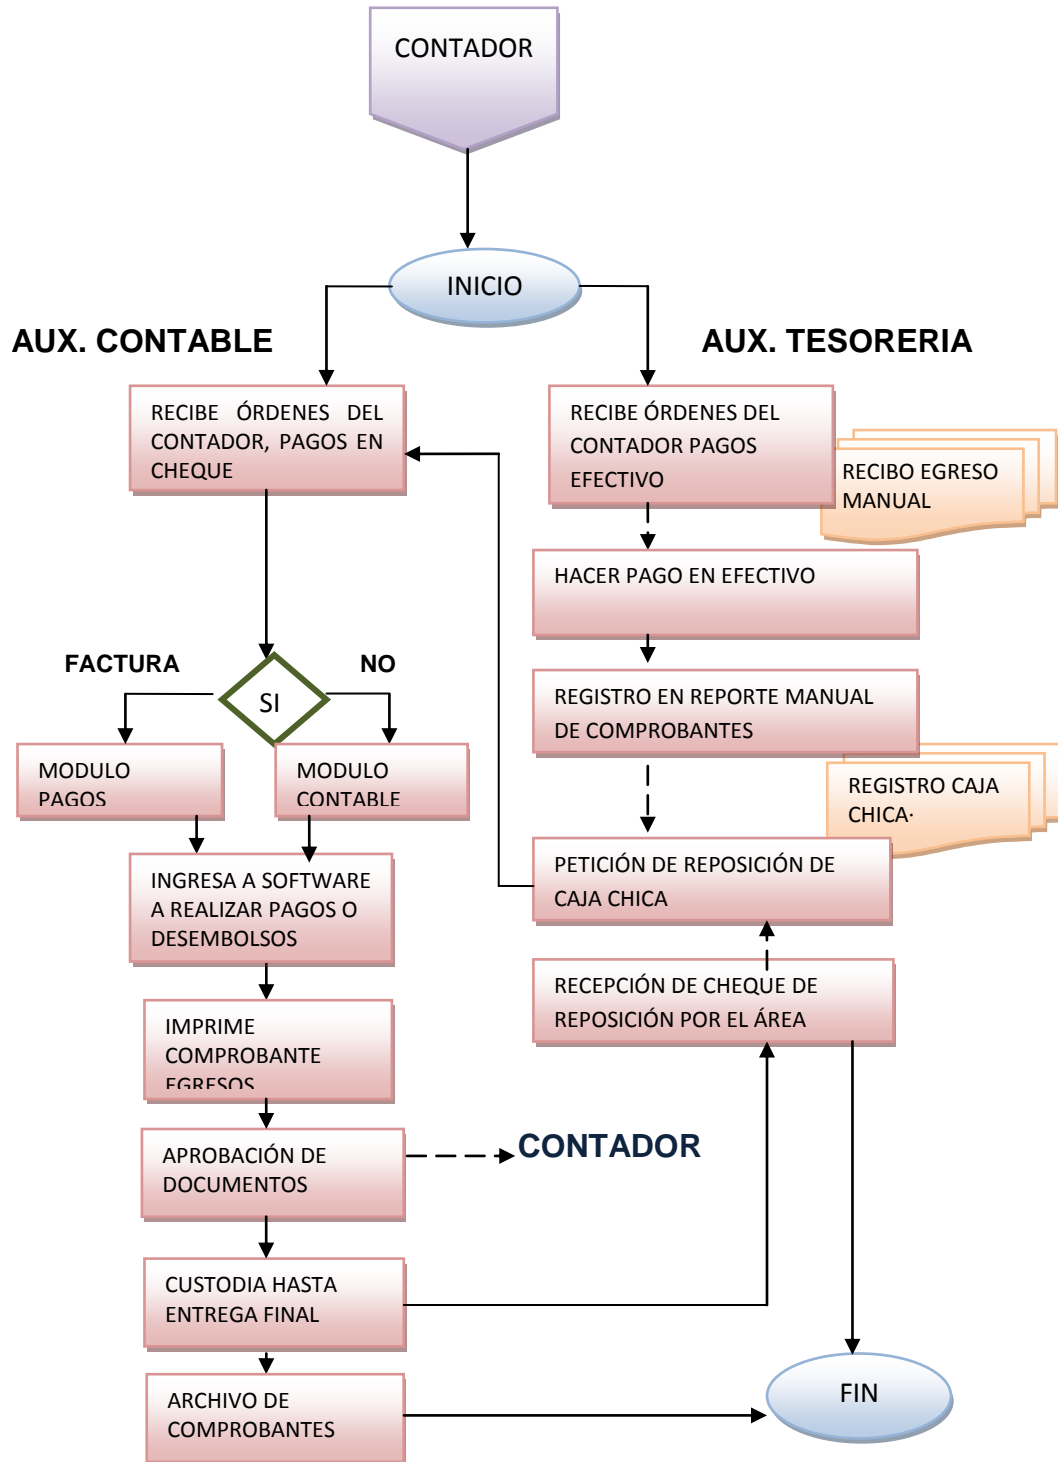 CONTADOR
INICIO
AUX. CONTABLE
AUX. TESORERIA
RECIBE ÓRDENES DEL
CONTADOR, PAGOS EN
CHEQUE
RECIBE ÓRDENES DEL
CONTADOR PAGOS
EFECTIVO
RECIBO EGRESO
MANUAL
HACER PAGO EN EFECTIVO
FACTURA
NO
SI
REGISTRO EN REPORTE MANUAL
DE COMPROBANTES
MODULO
PAGOS
MODULO
CONTABLE
REGISTRO CAJA
CHICA·
INGRESA A SOFTWARE
A REALIZAR PAGOS O
DESEMBOLSOS
PETICIÓN DE REPOSICIÓN DE
CAJA CHICA
RECEPCIÓN DE CHEQUE DE
REPOSICIÓN POR EL ÁREA
IMPRIME
COMPROBANTE
EGRESOS
APROBACIÓN DE
DOCUMENTOS
CONTADOR
CUSTODIA HASTA
ENTREGA FINAL
ARCHIVO DE
COMPROBANTES
FIN